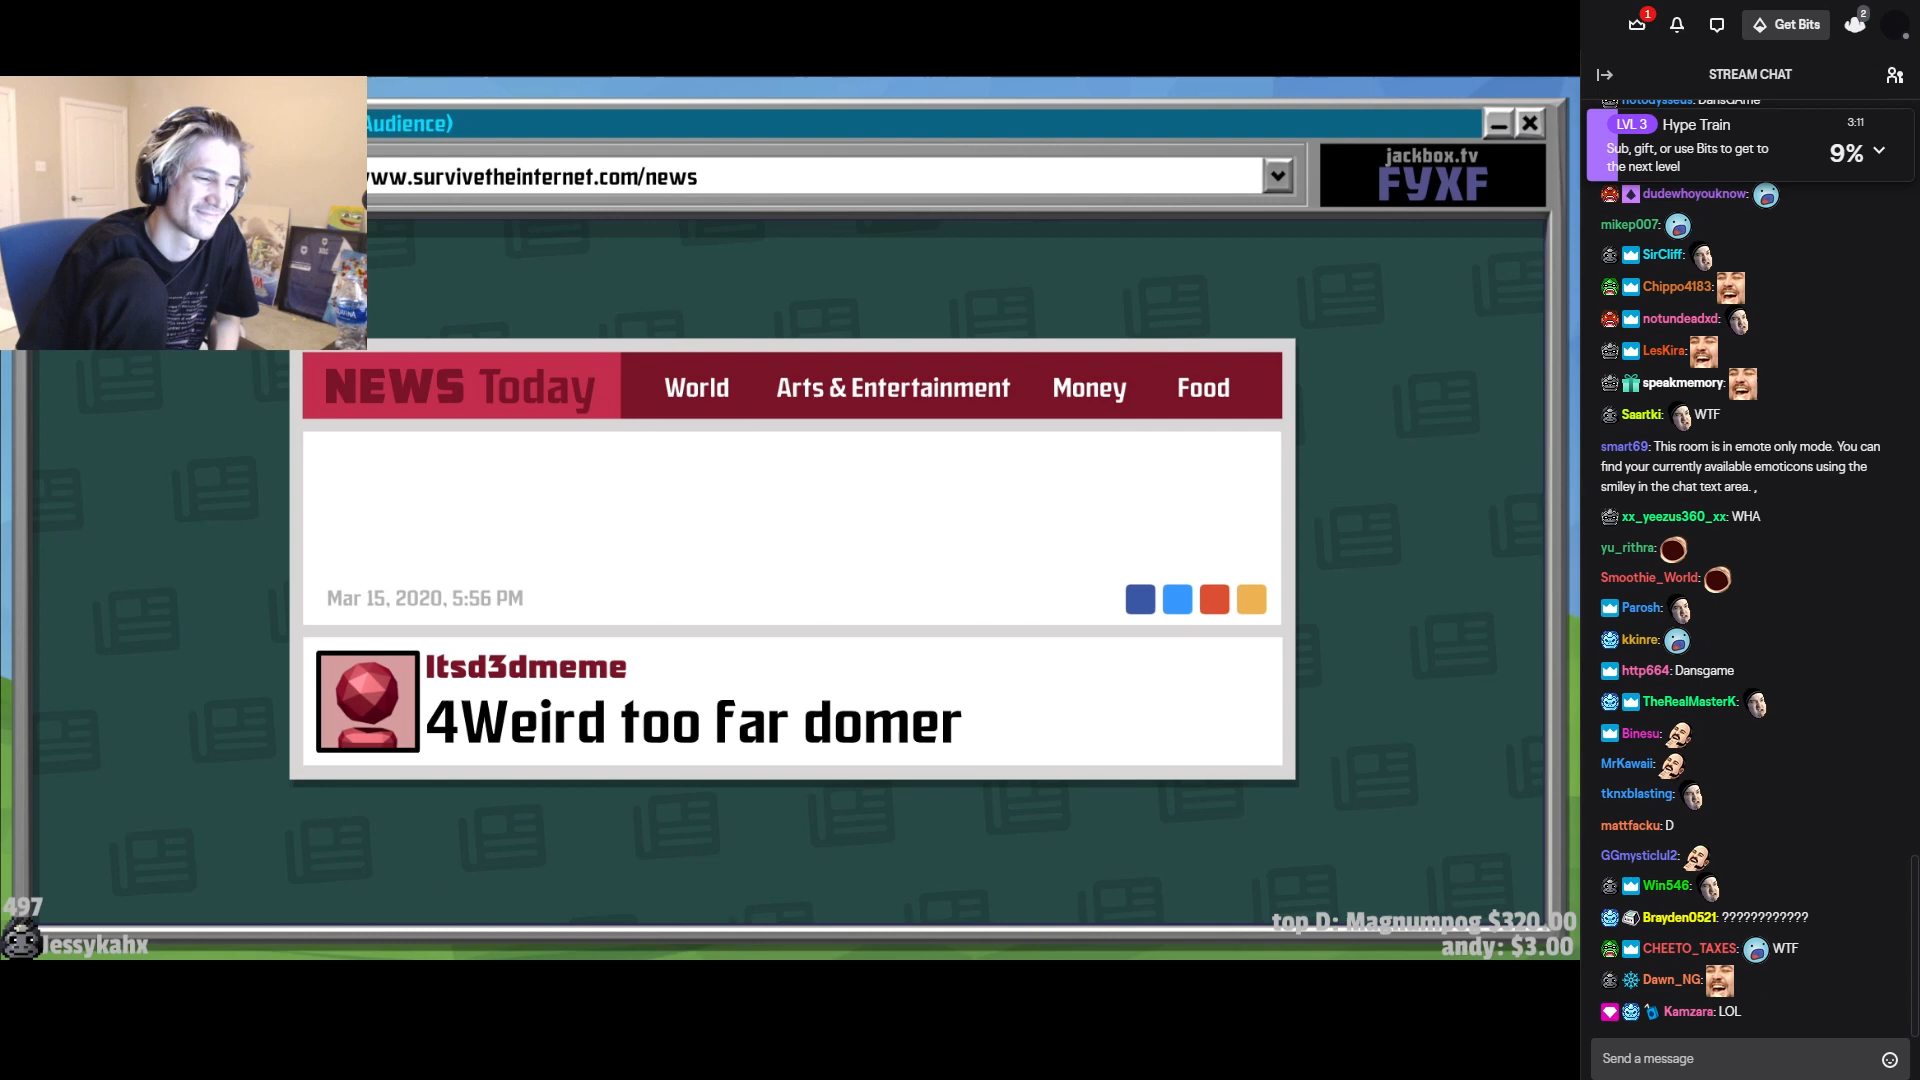 Audience)
www.survivetheinternet.com/news
jackbox.tv
FYXF
NEWS Today
World
Arts & Entertainment
Money
Food
Mar 15, 2020, 5:56 PM
Itsd3dmeme
4Weird too far domer
497
Jessykahx
top D: Magnumpog $320.00
andy: $3.00
1
Get Bits
2
STREAM CHAT
notodysseus: DansGAme
LVL 3 Hype Train
3:11
Sub, gift, or use Bits to get to
the next level
9%
dudewhoyouknow:
mikep007:
SirCliff:
Chippo4183:
notundeadxd:
LesKira:
speakmemory:
Saartki: WTF
smart69: This room is in emote only mode. You can
find your currently available emoticons using the
smiley in the chat text area. ,
xx_yeezus360_xx: WHA
yu_rithra:
Smoothie_World:
Parosh:
kkinre:
http664: Dansgame
TheRealMasterK:
Binesu:
MrKawaii:
tknxblasting:
mattfacku: D
GGmysticlul2:
Win546:
Brayden0521: ????????????
CHEETO_TAXES: WTF
Dawn_NG:
Kamzara: LOL
Send a message